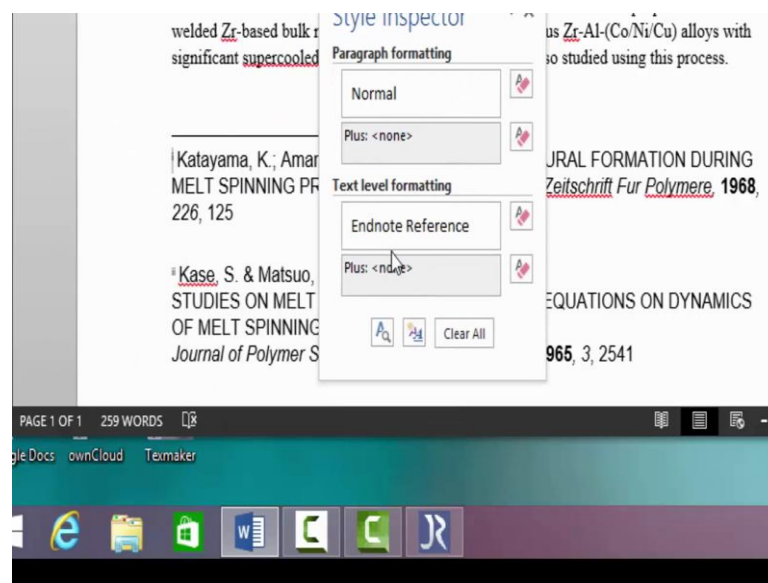 Style Inspector
welded Zr-based bulk
us Zr-Al-(Co/Ni/Cu) alloys with
significant supercooled
so studied using this process.
Paragraph formatting
Normal
Plus: <none>
Katayama, K.; Amar
URAL FORMATION DURING
MELT SPINNING PR
Zeitschrift Fur Polymere, 1968,
226, 125
Text level formatting
Endnote Reference
Plus: <none>
ii Kase, S. & Matsuo,
STUDIES ON MELT
EQUATIONS ON DYNAMICS
OF MELT SPINNING
Journal of Polymer S
965, 3, 2541
Clear All
PAGE 1 OF 1 259 WORDS
gle Docs ownCloud Texmaker